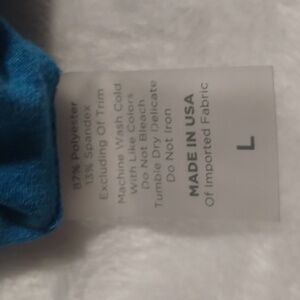 87% Polyester
13% Spandex
Excluding Of Trim
Machine Wash Cold
With Like Colors
Do Not Bleach
Tumble Dry Delicate
Do Not Iron
MADE IN USA
Of Imported Fabric
L